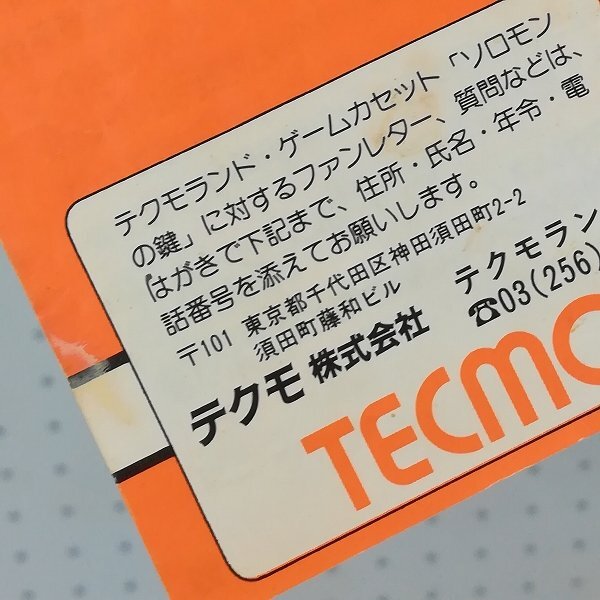 テクモランド・ゲームカセット「ソロモン
の鍵」に対するファンレター、質問などは、
はがきで下記まで、住所・氏名・年令・電
話番号を添えてお願いします。
〒101 東京都千代田区神田須田町2-2
須田町藤和ビル
テクモ 株式会社 テクモラン
☎03(256)
TECMO